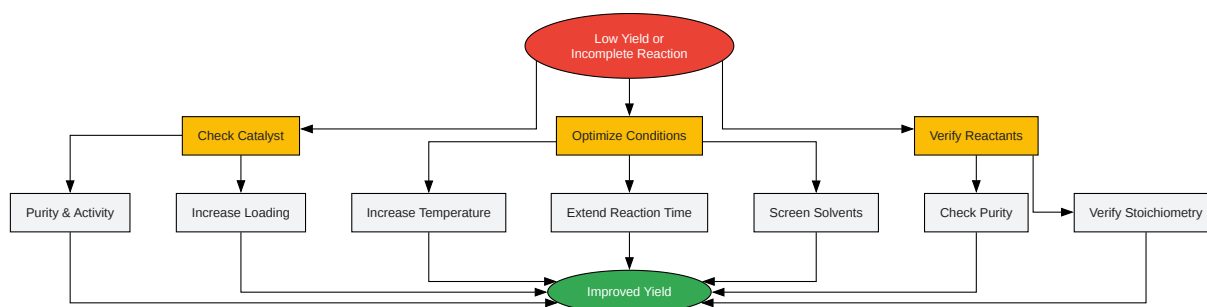 Low Yield or
Incomplete Reaction
Check Catalyst
Optimize Conditions
Verify Reactants
Purity & Activity
Increase Loading
Increase Temperature
Extend Reaction Time
Screen Solvents
Check Purity
Verify Stoichiometry
Improved Yield